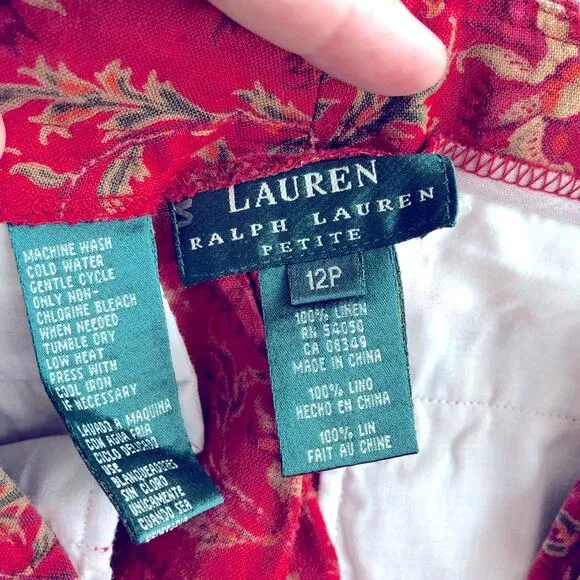 LAUREN
RALPH LAUREN
PETITE
12P
100% LINEN
RN 54050
CA 08349
MADE IN CHINA
100% LINO
HECHO EN CHINA
100% LIN
FAIT AU CHINE
MACHINE WASH
COLD WATER
GENTLE CYCLE
ONLY NON-
CHLORINE BLEACH
WHEN NEEDED
TUMBLE DRY
LOW HEAT
PRESS WITH
COOL IRON
IF NECESSARY
LAVADO A MAQUINA
CON AGUA FRIA
CICLO DELICADO
USE
BLANQUEADORES
SIN CLORO
UNICAMENTE
CUANDO SEA